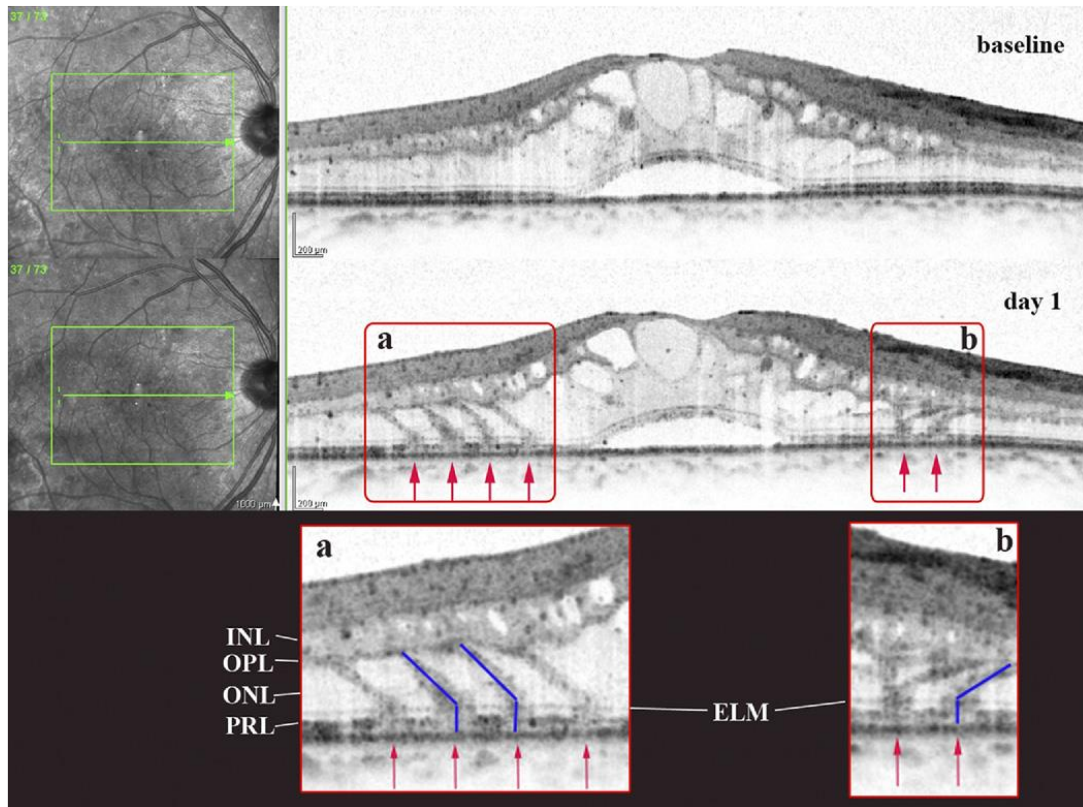 37 / 73
baseline
200 µm
37 / 73
day 1
a
b
1000 µm
200 µm
a
b
INL
OPL
ONL
PRL
ELM